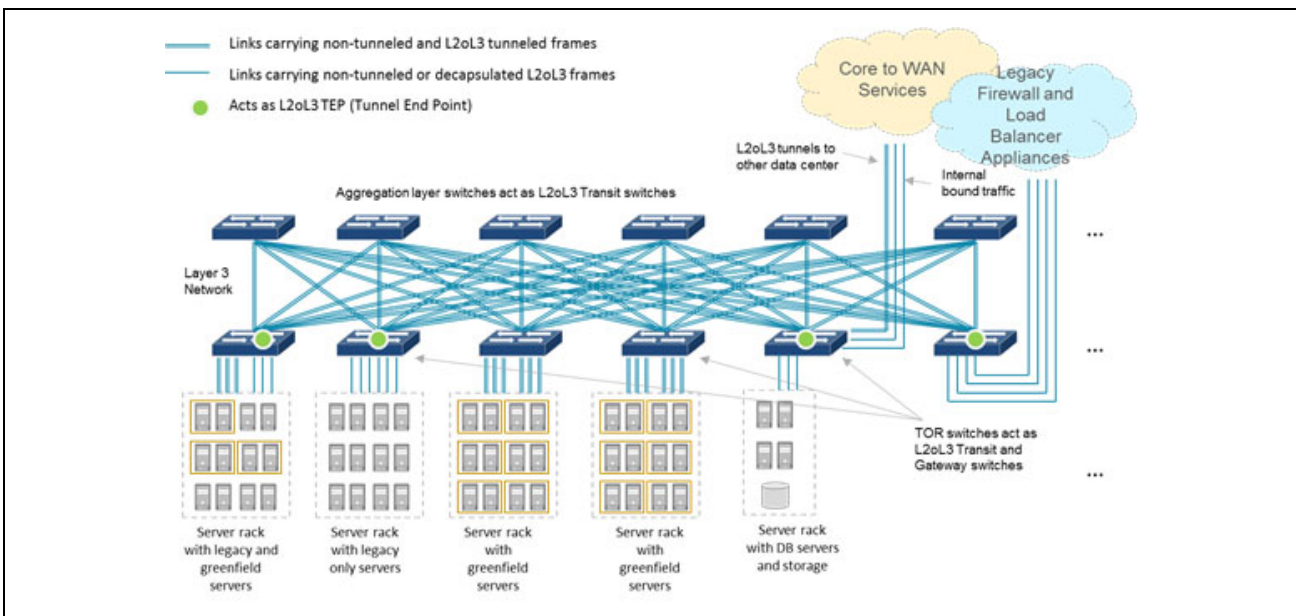 Links carrying non-tunneled and L2oL3 tunneled frames
Links carrying non-tunneled or decapsulated L2oL3 frames
Acts as L2oL3 TEP (Tunnel End Point)
Core to WAN
Services
Legacy
Firewall and
Load
Balancer
Appliances
L2oL3 tunnels to
other data center
Internal
bound traffic
Aggregation layer switches act as L2oL3 Transit switches
...
Layer 3
Network
...
TOR switches act as
L2oL3 Transit and
Gateway switches
...
Server rack
with legacy and
greenfield
servers
Server rack
with legacy
only servers
Server rack
with
greenfield
servers
Server rack
with
greenfield
servers
Server rack
with DB servers
and storage